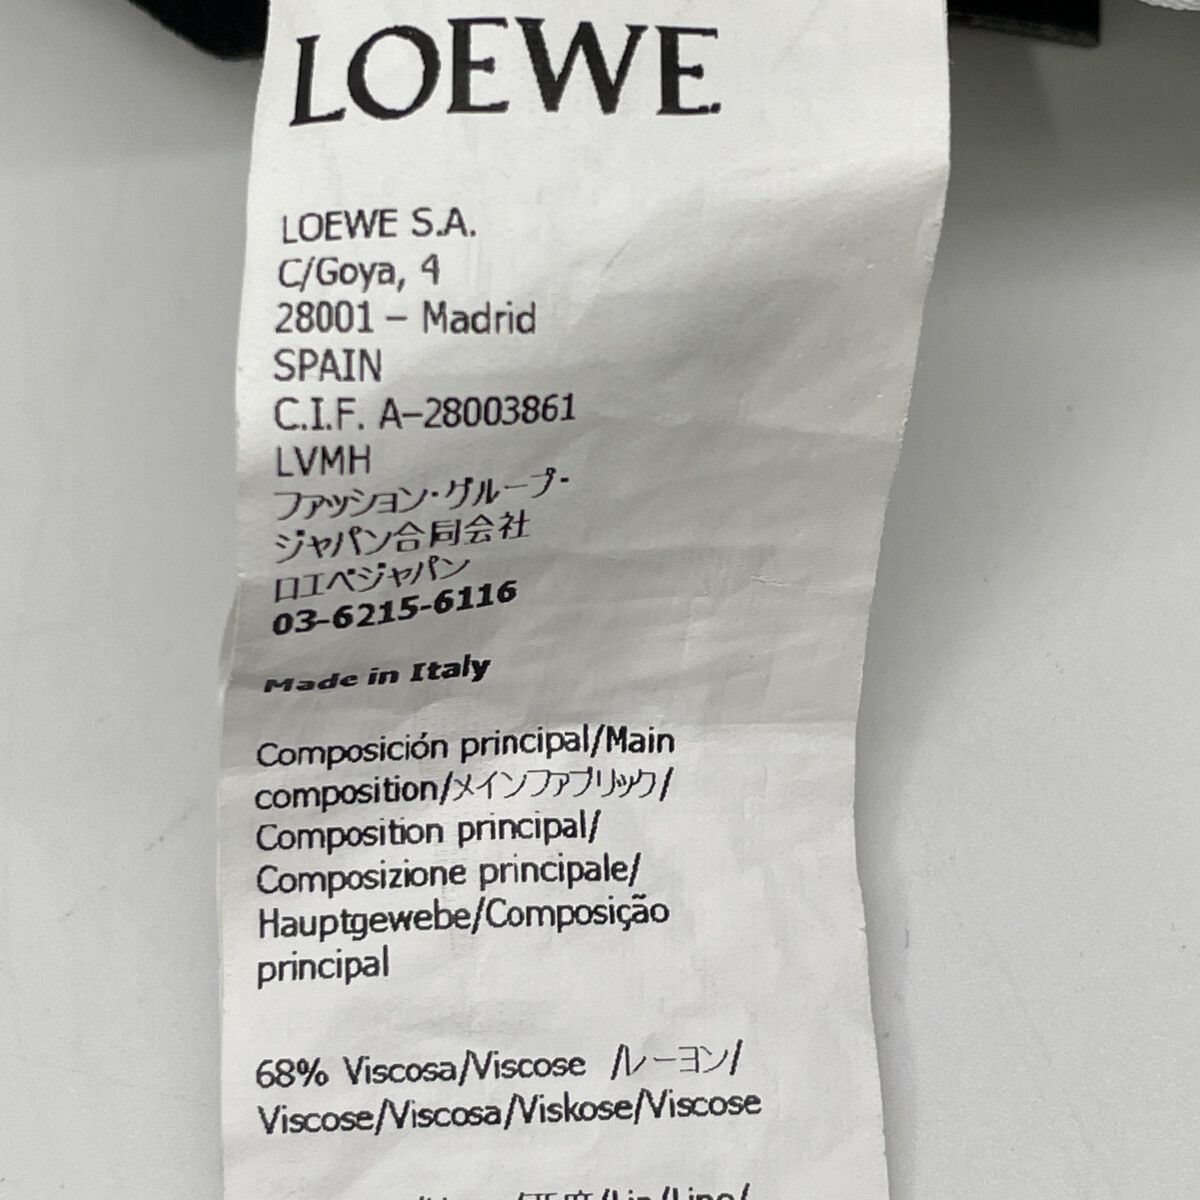 LOEWE
LOEWE S.A.
C/Goya, 4
28001 – Madrid
SPAIN
C.I.F. A–28003861
LVMH
ファッション・グループ・
ジャパン合同会社
ロエベジャパン
03-6215-6116
Made in Italy
Composición principal/Main
composition/メインファブリック/
Composition principal/
Composizione principale/
Hauptgewebe/Composição
principal
68% Viscosa/Viscose /レーヨン/
Viscose/Viscosa/Viskose/Viscose